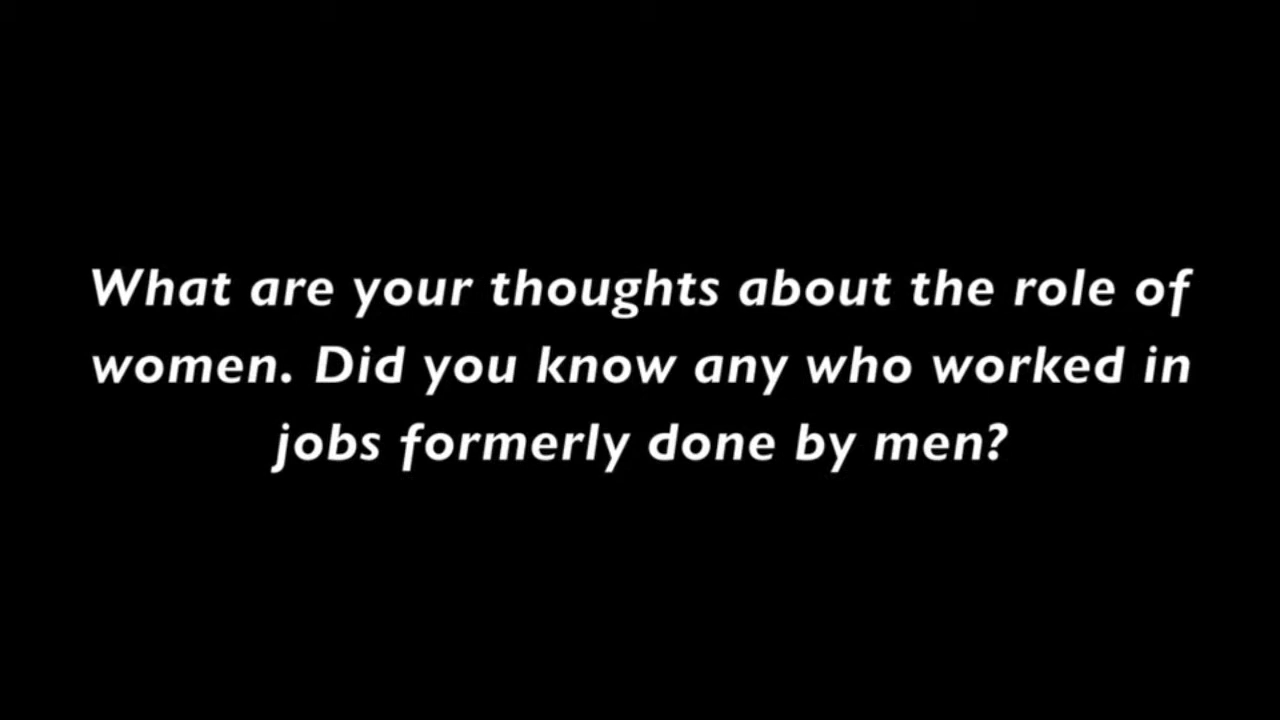 What are your thoughts about the role of
women. Did you know any who worked in
jobs formerly done by men?